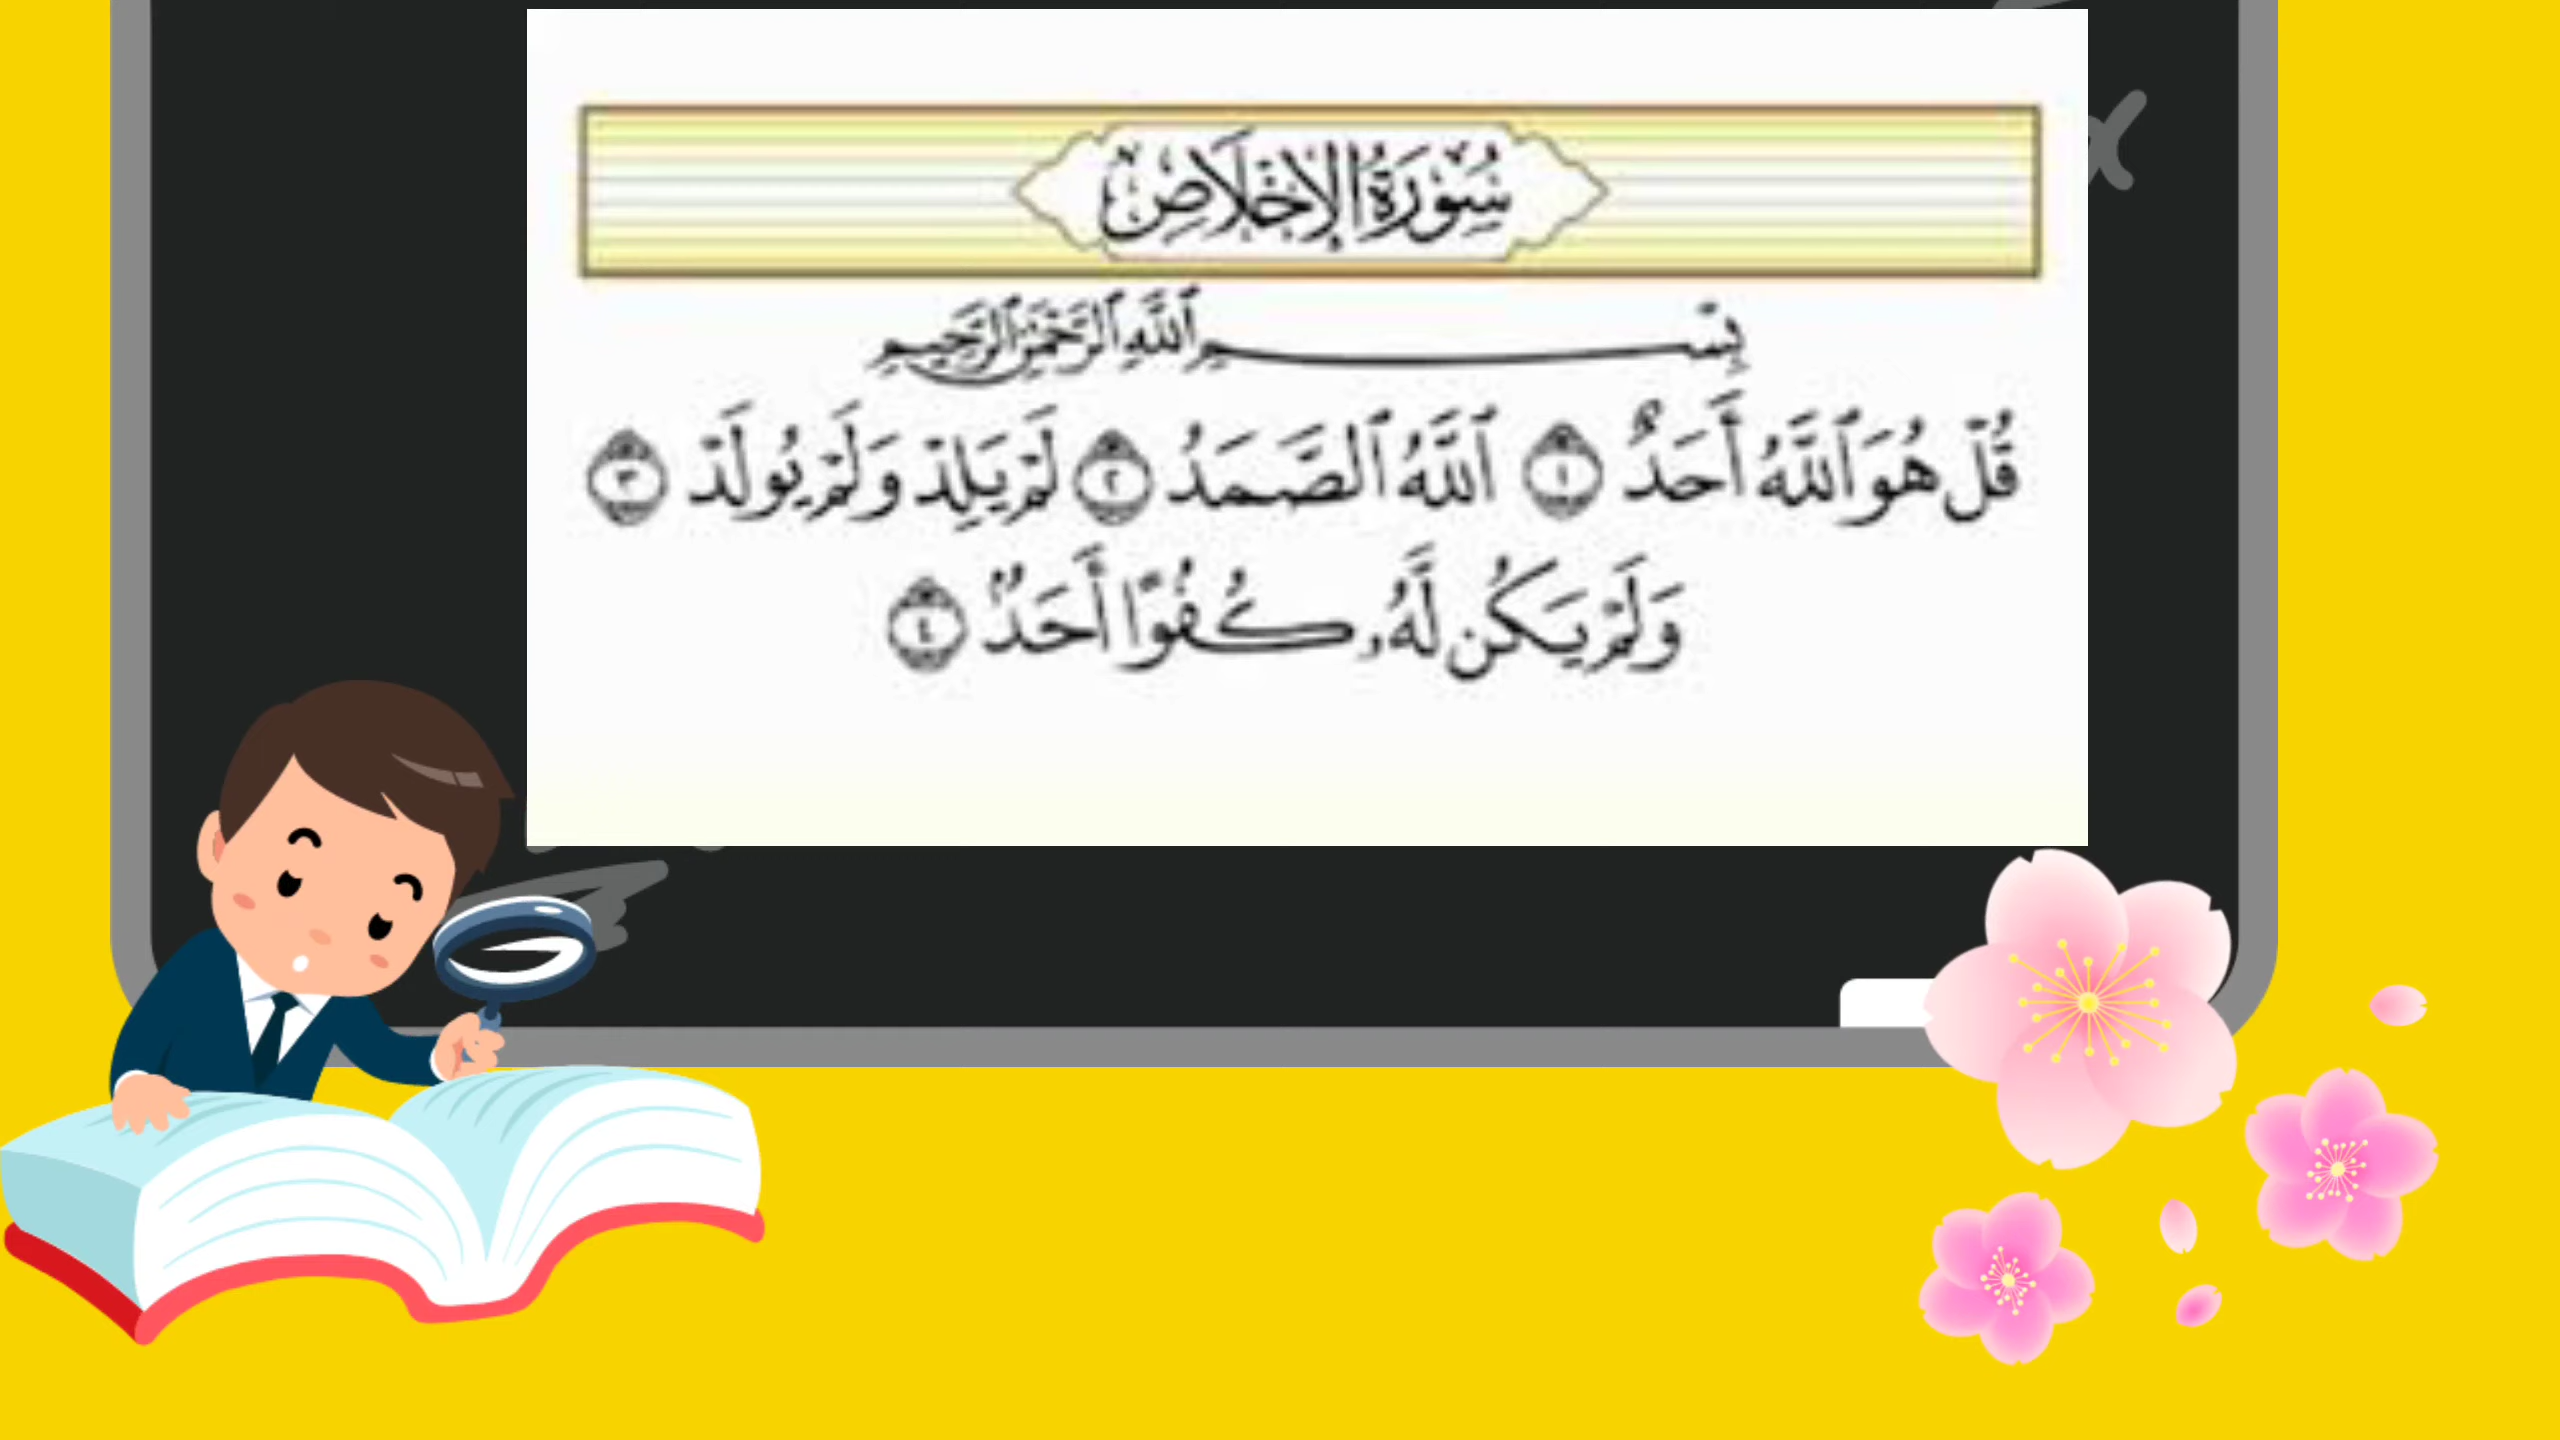 سُورَةُ الإِخْلَاصِ
بِسْمِ ٱللَّهِ ٱلرَّحْمَٰنِ ٱلرَّحِيمِ
قُلْ هُوَ ٱللَّهُ أَحَدٌ ١ ٱللَّهُ ٱلصَّمَدُ ٢ لَمْ يَلِدْ وَلَمْ يُولَدْ ٣
وَلَمْ يَكُن لَّهُۥ كُفُوًا أَحَدٌۢ ٤